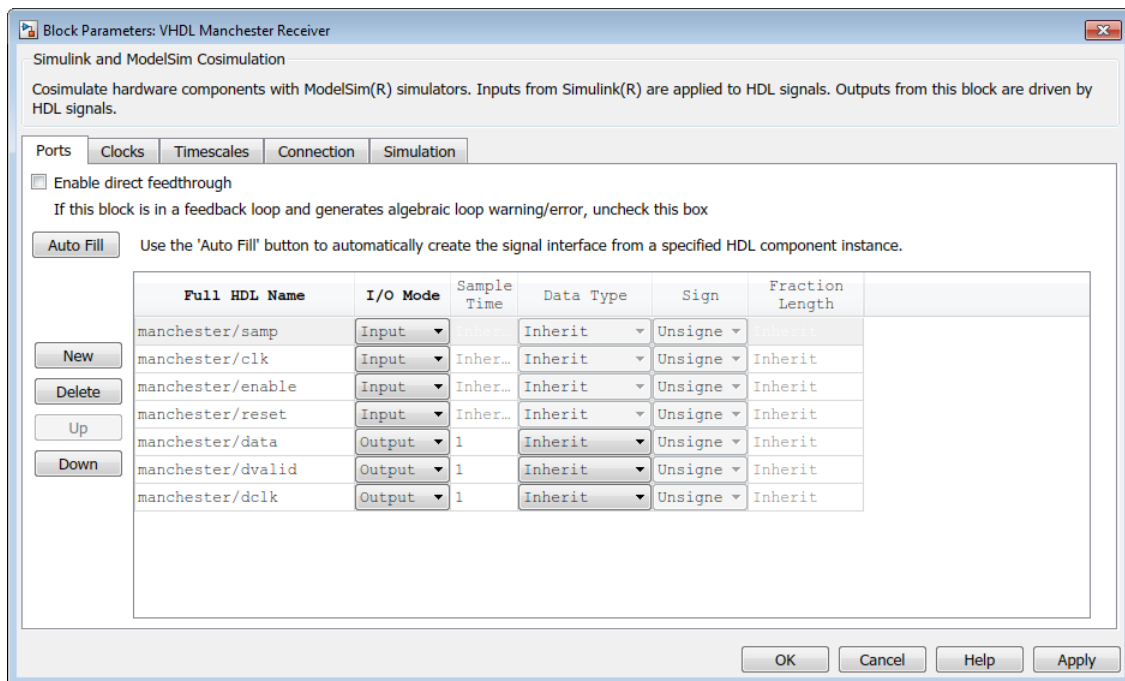 Block Parameters: VHDL Manchester Receiver
Simulink and ModelSim Cosimulation
Cosimulate hardware components with ModelSim(R) simulators. Inputs from Simulink(R) are applied to HDL signals. Outputs from this block are driven by
HDL signals.
Ports Clocks Timescales Connection Simulation
Enable direct feedthrough
If this block is in a feedback loop and generates algebraic loop warning/error, uncheck this box
Auto Fill Use the 'Auto Fill' button to automatically create the signal interface from a specified HDL component instance.
Full HDL Name I/O Mode Sample Time Data Type Sign Fraction Length
manchester/samp Input Inher... Inherit Unsigne Inherit
New manchester/clk Input Inher... Inherit Unsigne Inherit
Delete manchester/enable Input Inher... Inherit Unsigne Inherit
Up manchester/reset Input Inher... Inherit Unsigne Inherit
manchester/data Output 1 Inherit Unsigne Inherit
Down manchester/dvalid Output 1 Inherit Unsigne Inherit
manchester/dclk Output 1 Inherit Unsigne Inherit
OK Cancel Help Apply